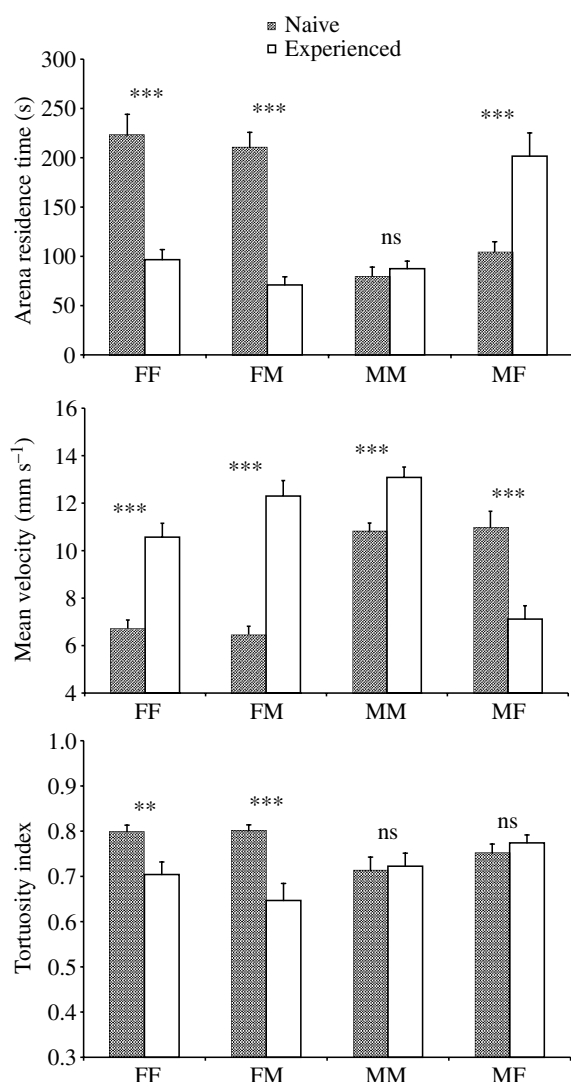 Naive
Experienced
Arena residence time (s)
300
250
200
150
100
50
0
***
***
ns
***
FF FM MM MF
Mean velocity (mm s⁻¹)
16
14
12
10
8
6
4
***
***
***
***
FF FM MM MF
Tortuosity index
1.0
0.9
0.8
0.7
0.6
0.5
0.4
0.3
**
***
ns
ns
FF FM MM MF